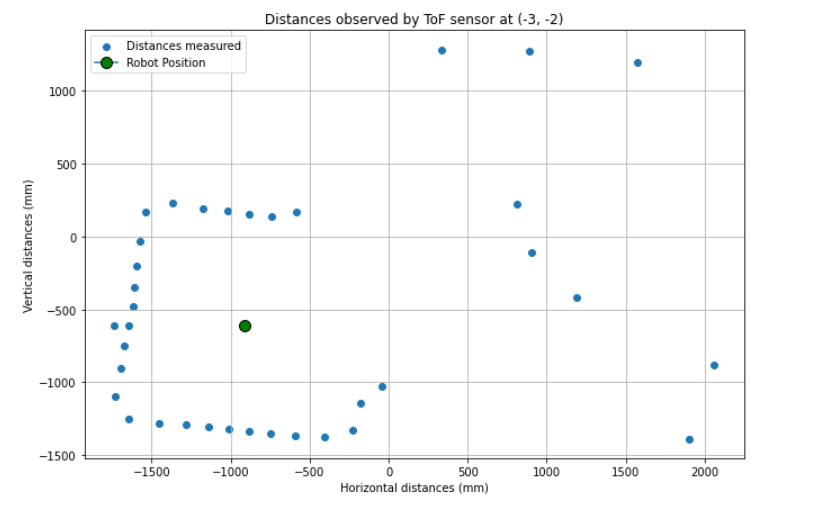 Distances observed by ToF sensor at (-3, -2)
Distances measured
Robot Position
Vertical distances (mm)
1000
500
0
−500
−1000
−1500
−1500
−1000
−500
0
500
1000
1500
2000
Horizontal distances (mm)